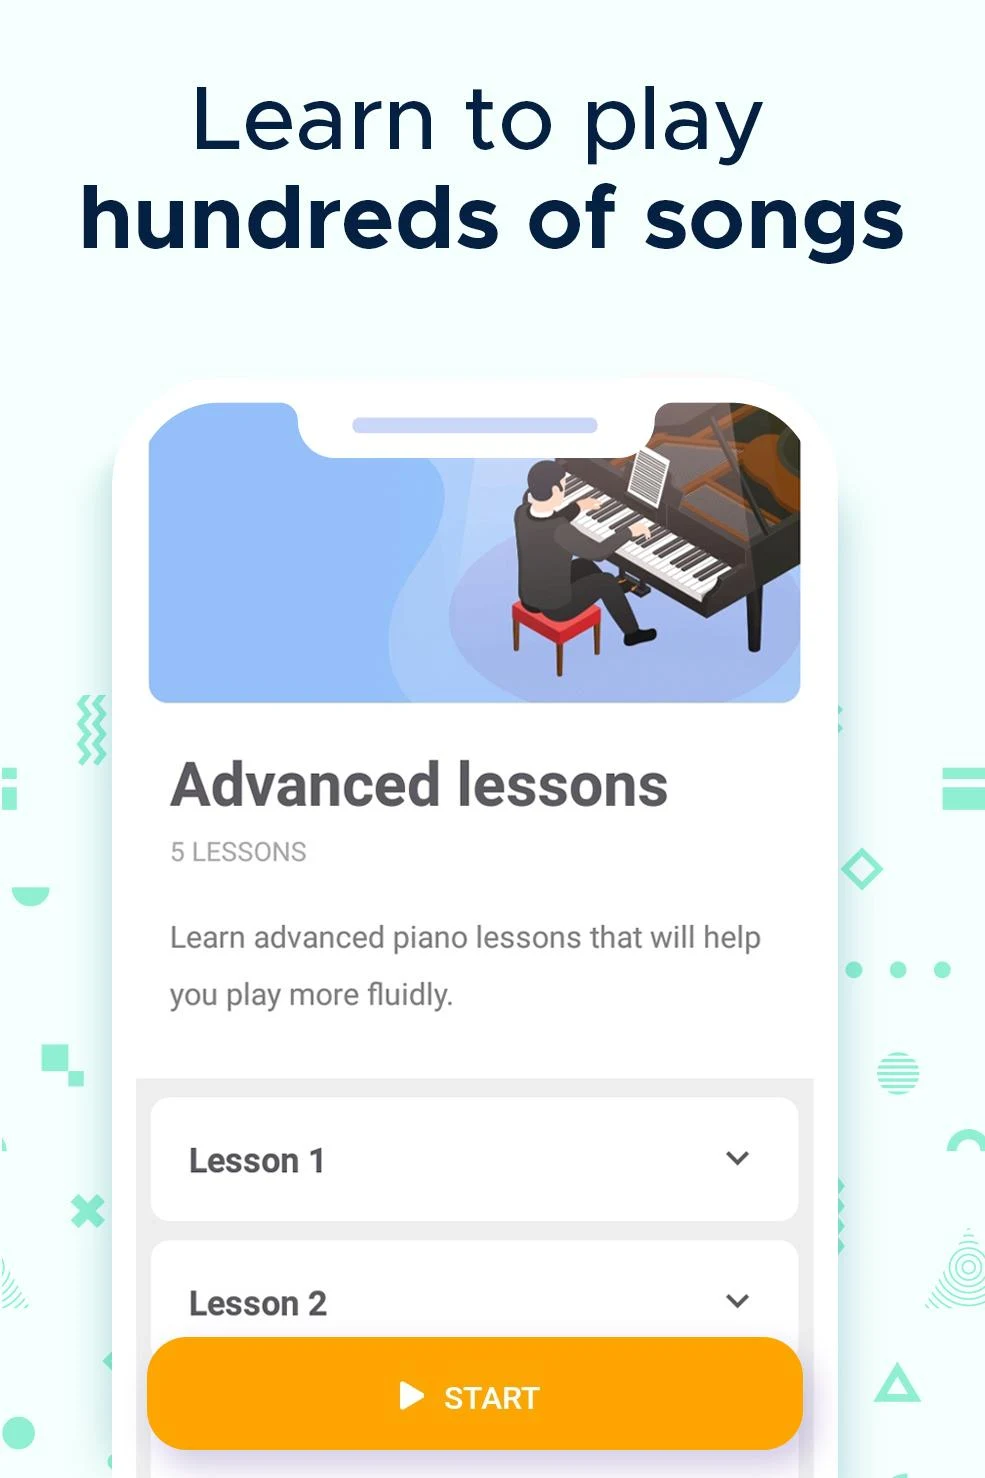 Learn to play
hundreds of songs
Advanced lessons
5 LESSONS
Learn advanced piano lessons that will help
you play more fluidly.
Lesson 1
Lesson 2
START